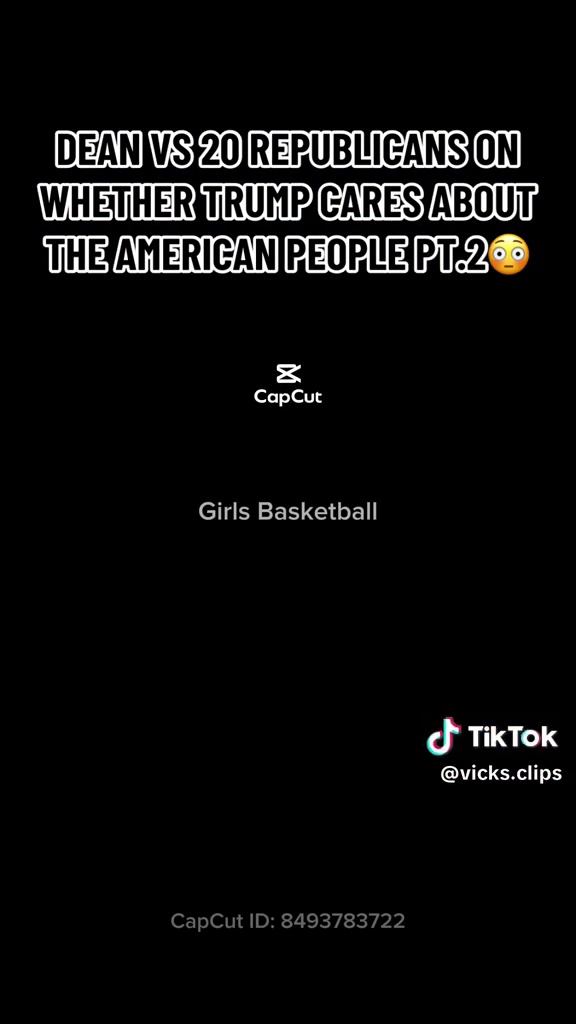 DEAN VS 20 REPUBLICANS ON
WHETHER TRUMP CARES ABOUT
THE AMERICAN PEOPLE PT.2😳
CapCut
Girls Basketball
TikTok
@vicks.clips
CapCut ID: 8493783722